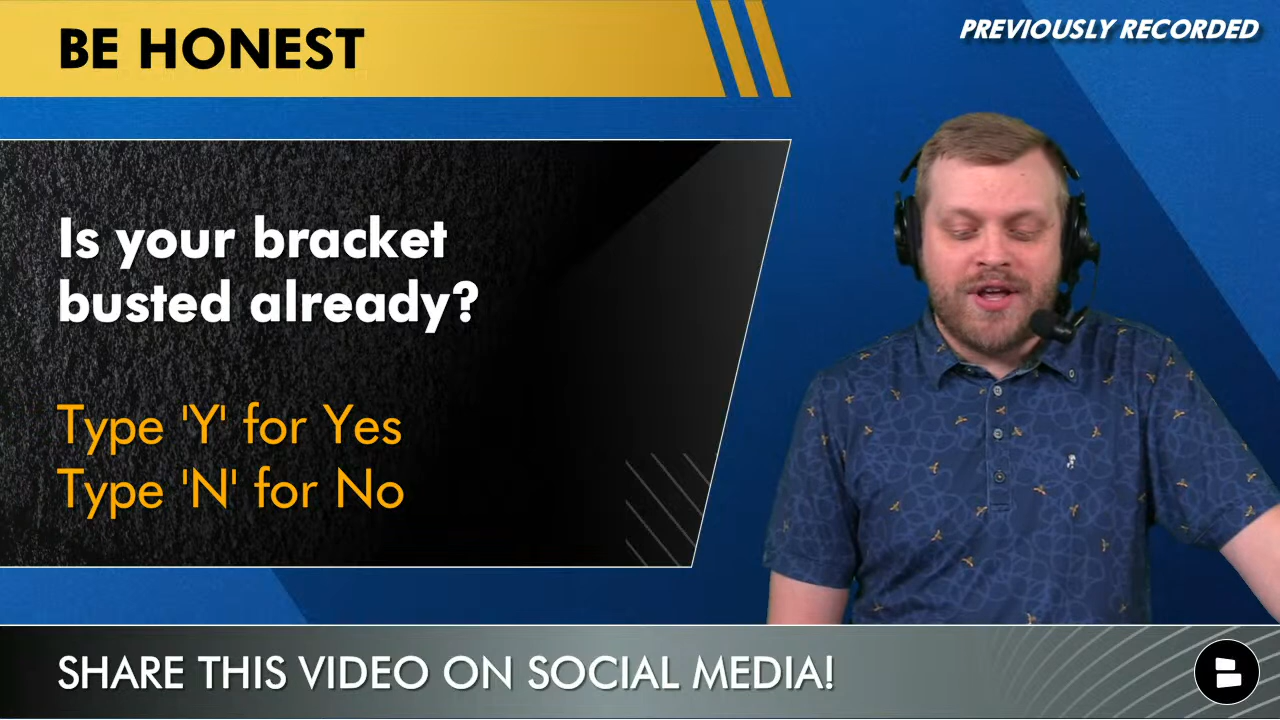 BE HONEST
PREVIOUSLY RECORDED
Is your bracket
busted already?
Type 'Y' for Yes
Type 'N' for No
SHARE THIS VIDEO ON SOCIAL MEDIA!